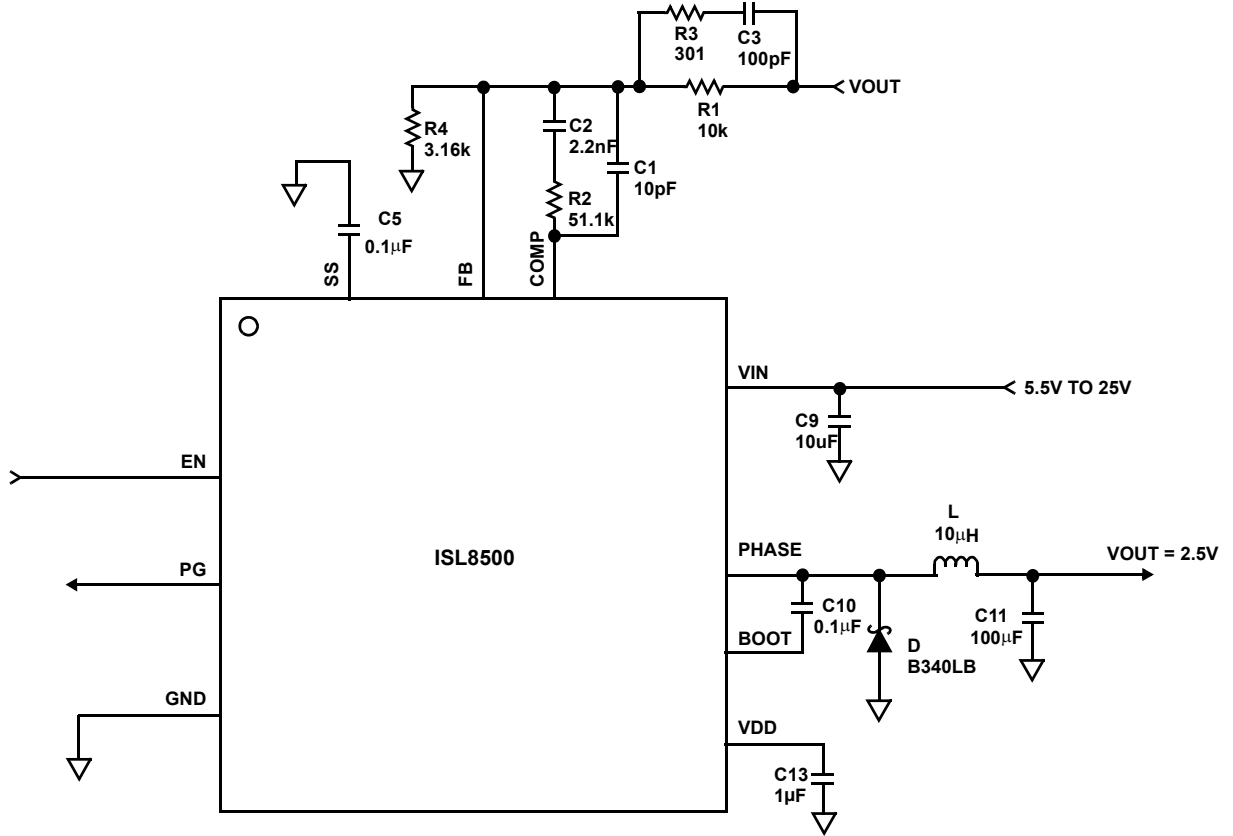 R3
301
C3
100pF
VOUT
R1
10k
R4
3.16k
C2
2.2nF
C1
10pF
R2
51.1k
C5
0.1μF
SS
FB
COMP
VIN
5.5V TO 25V
C9
10uF
EN
ISL8500
PG
PHASE
L
10μH
VOUT = 2.5V
C10
0.1μF
BOOT
D
B340LB
C11
100μF
GND
VDD
C13
1μF